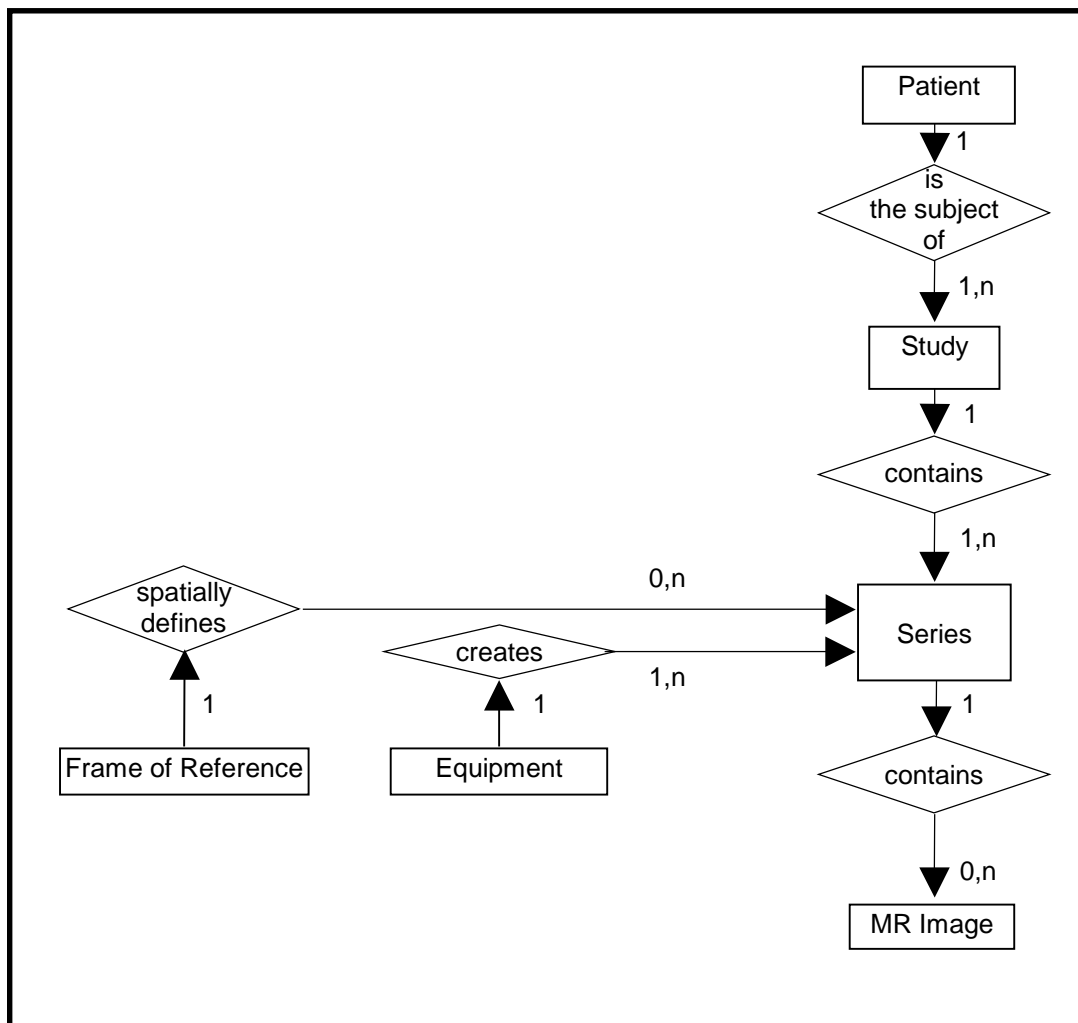 Patient
1
is
the subject
of
1,n
Study
1
contains
1,n
spatially
defines
0,n
Series
creates
1,n
1
1
1
Frame of Reference
Equipment
contains
0,n
MR Image